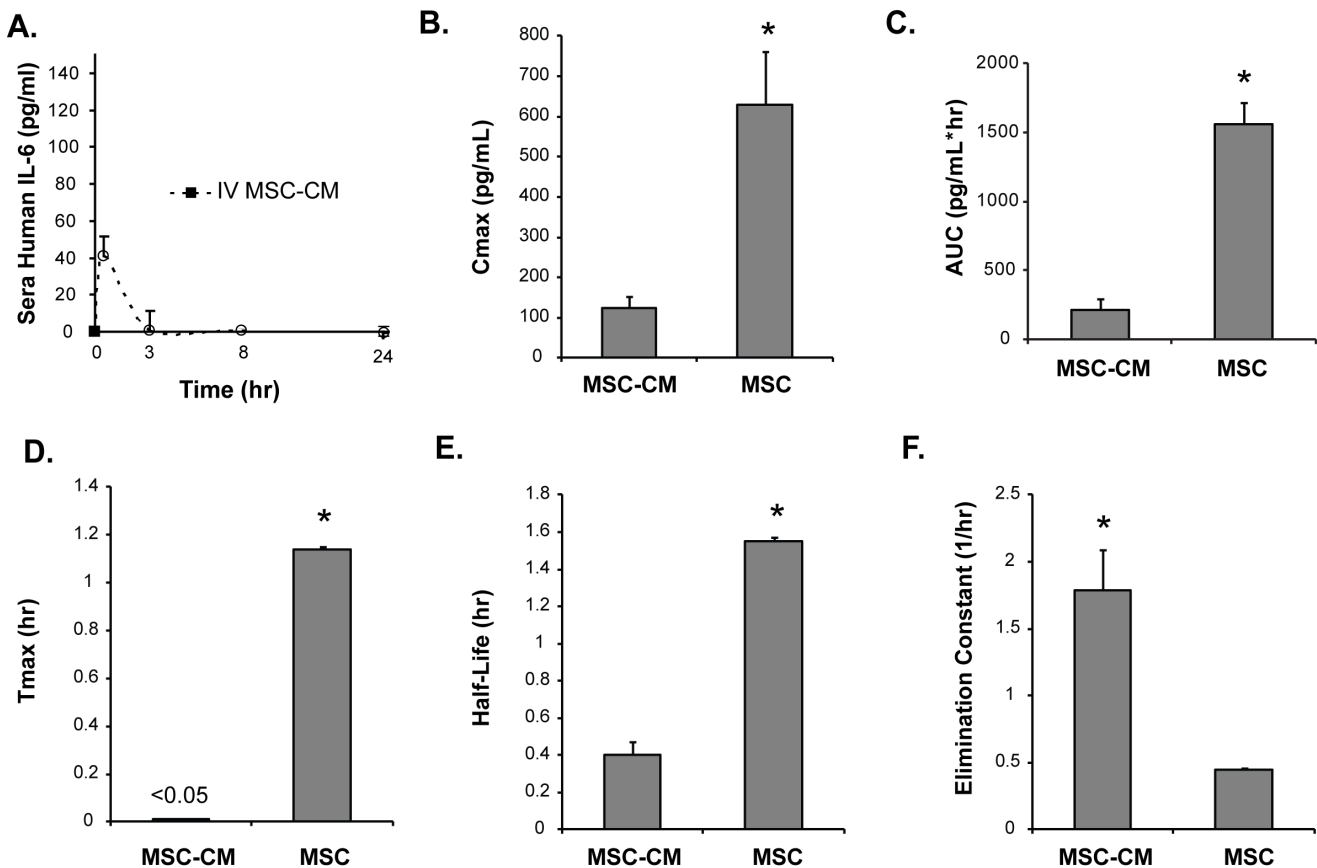 A.
Sera Human IL-6 (pg/ml)
140
120
100
80
60
40
20
0
IV MSC-CM
0 3 8 24
Time (hr)
B.
Cmax (pg/mL)
800
700
600
500
400
300
200
100
0
*
MSC-CM MSC
C.
AUC (pg/mL*hr)
2000
1500
1000
500
0
*
MSC-CM MSC
D.
Tmax (hr)
1.4
1.2
1
0.8
0.6
0.4
0.2
0
<0.05
*
MSC-CM MSC
E.
Half-Life (hr)
1.8
1.6
1.4
1.2
1
0.8
0.6
0.4
0.2
0
*
MSC-CM MSC
F.
Elimination Constant (1/hr)
2.5
2
1.5
1
0.5
0
*
MSC-CM MSC